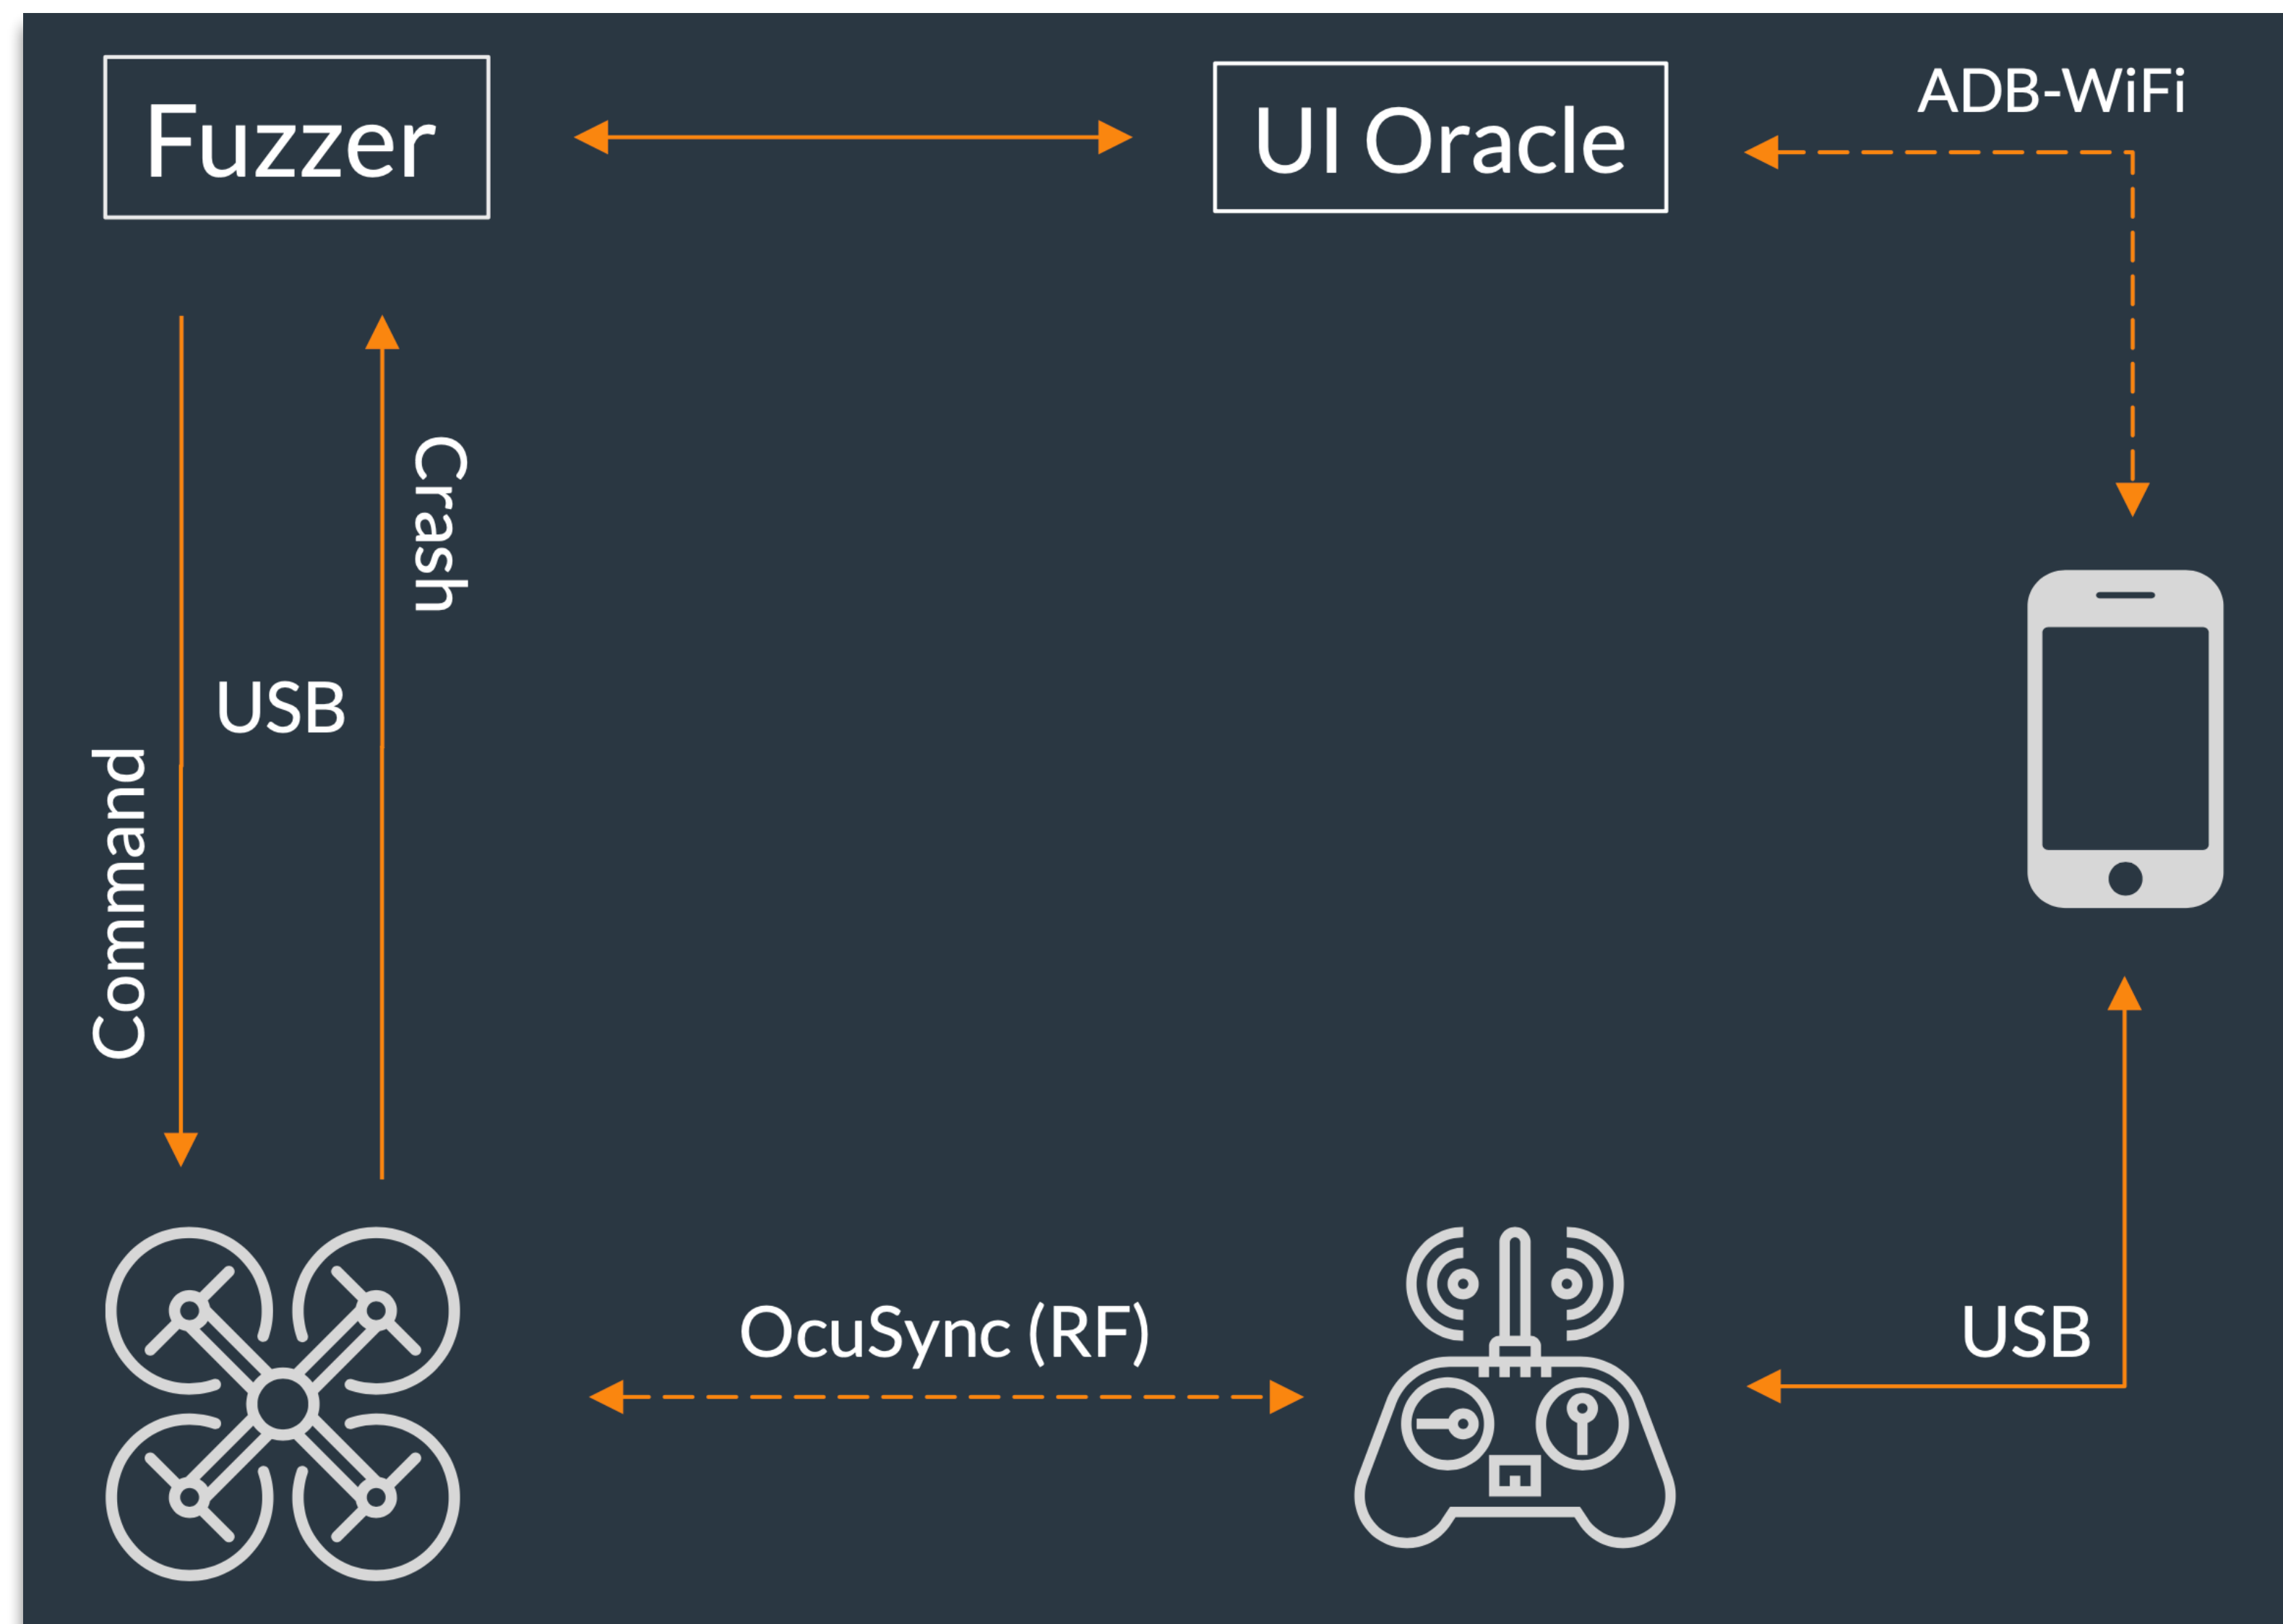 Fuzzer
UI Oracle
ADB-WiFi
Crash
USB
Command
OcuSync (RF)
USB